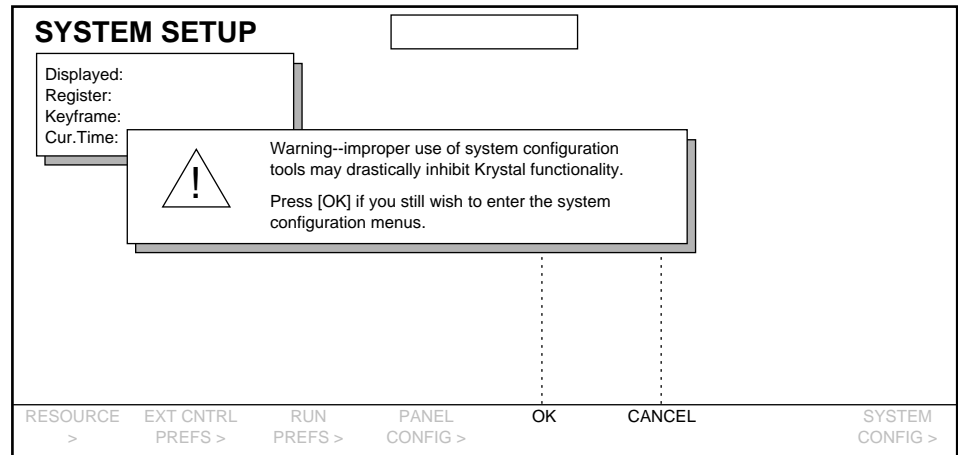 SYSTEM SETUP
Displayed:
Register:
Keyframe:
Cur.Time:
!
Warning--improper use of system configuration
tools may drastically inhibit Krystal functionality.
Press [OK] if you still wish to enter the system
configuration menus.
RESOURCE >
EXT CNTRL PREFS >
RUN PREFS >
PANEL CONFIG >
OK
CANCEL
SYSTEM CONFIG >